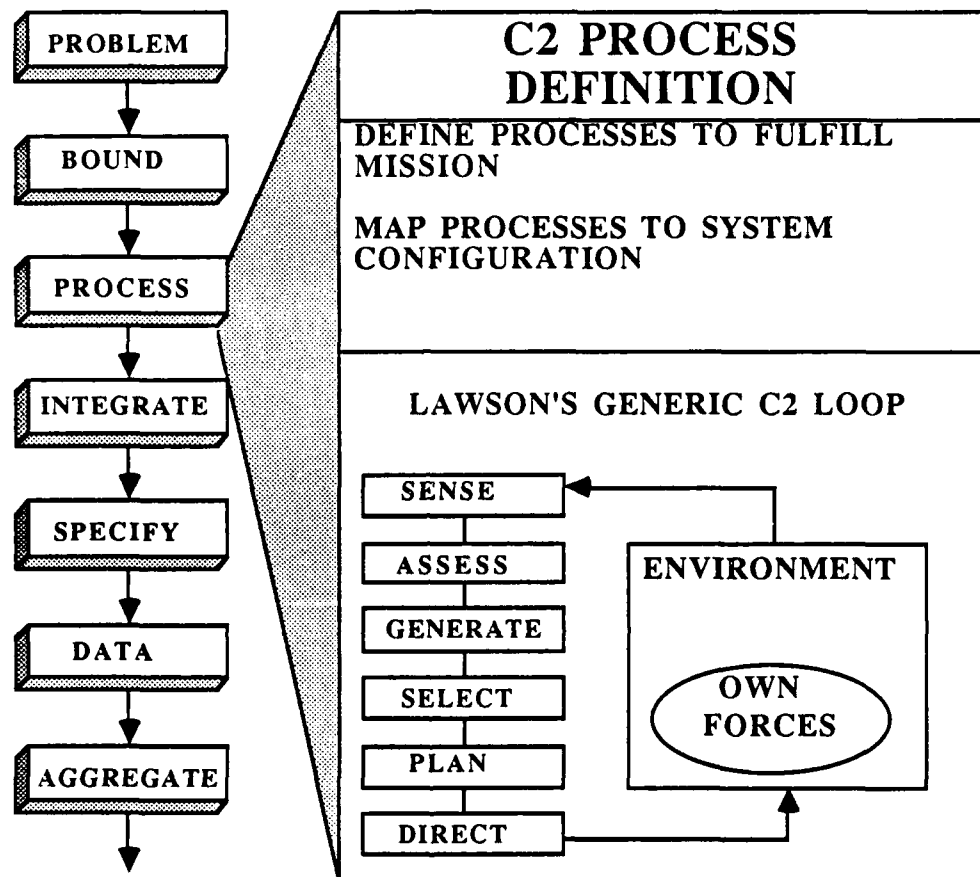 PROBLEM
BOUND
PROCESS
INTEGRATE
SPECIFY
DATA
AGGREGATE
C2 PROCESS
DEFINITION
DEFINE PROCESSES TO FULFILL
MISSION
MAP PROCESSES TO SYSTEM
CONFIGURATION
LAWSON'S GENERIC C2 LOOP
SENSE
ASSESS
GENERATE
SELECT
PLAN
DIRECT
ENVIRONMENT
OWN
FORCES